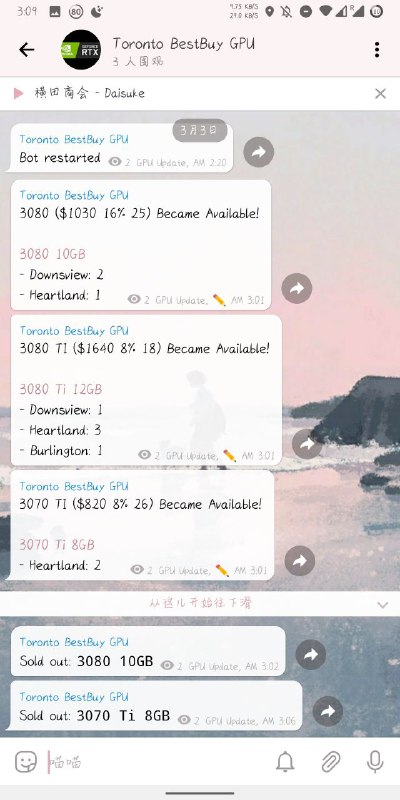 3:09
80
4.75 KB/S
29.0 KB/S
R
NVIDIA
GEFORCE
RTX
Toronto BestBuy GPU
3 人围观
横田商会 - Daisuke
3月3日
Toronto BestBuy GPU
Bot restarted 2 GPU Update, AM 2:20
Toronto BestBuy GPU
3080 ($1030 16% 25) Became Available!
3080 10GB
- Downsview: 2
- Heartland: 1 2 GPU Update, AM 3:01
Toronto BestBuy GPU
3080 TI ($1640 8% 18) Became Available!
3080 Ti 12GB
- Downsview: 1
- Heartland: 3
- Burlington: 1 2 GPU Update, AM 3:01
Toronto BestBuy GPU
3070 TI ($820 8% 26) Became Available!
3070 Ti 8GB
- Heartland: 2 2 GPU Update, AM 3:01
从这儿开始往下滑
Toronto BestBuy GPU
Sold out: 3080 10GB 2 GPU Update, AM 3:02
Toronto BestBuy GPU
Sold out: 3070 Ti 8GB 2 GPU Update, AM 3:06
喵喵